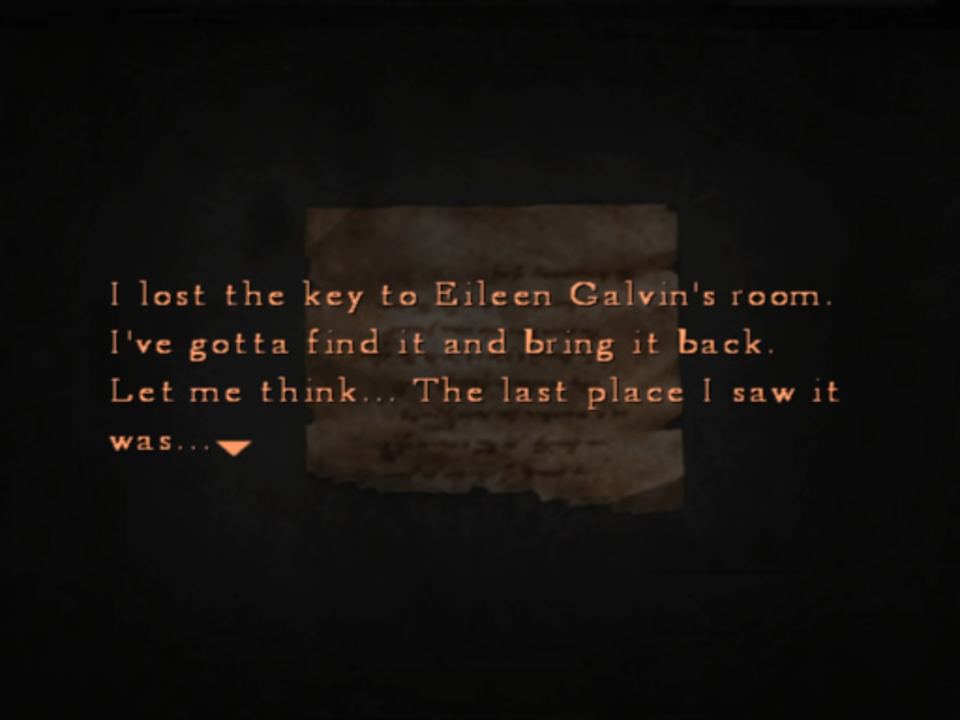 I lost the key to Eileen Galvin's room.
I've gotta find it and bring it back.
Let me think... The last place I saw it
was...